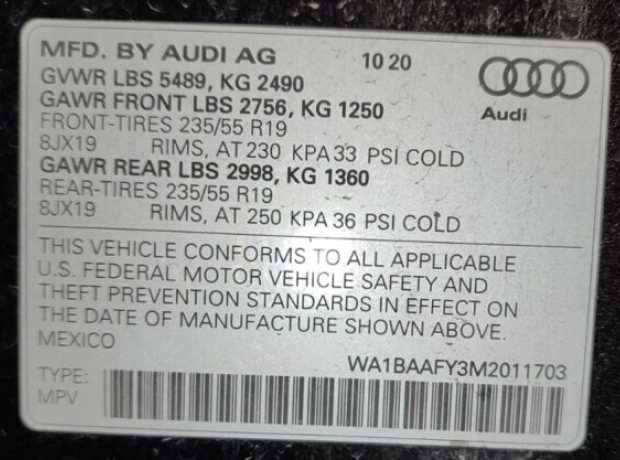 MFD. BY AUDI AG 10 20
GVWR LBS 5489, KG 2490
GAWR FRONT LBS 2756, KG 1250
Audi
FRONT-TIRES 235/55 R19
8JX19 RIMS, AT 230 KPA 33 PSI COLD
GAWR REAR LBS 2998, KG 1360
REAR-TIRES 235/55 R19
8JX19 RIMS, AT 250 KPA 36 PSI COLD
THIS VEHICLE CONFORMS TO ALL APPLICABLE
U.S. FEDERAL MOTOR VEHICLE SAFETY AND
THEFT PREVENTION STANDARDS IN EFFECT ON
THE DATE OF MANUFACTURE SHOWN ABOVE.
MEXICO
WA1BAAFY3M2011703
TYPE:
MPV